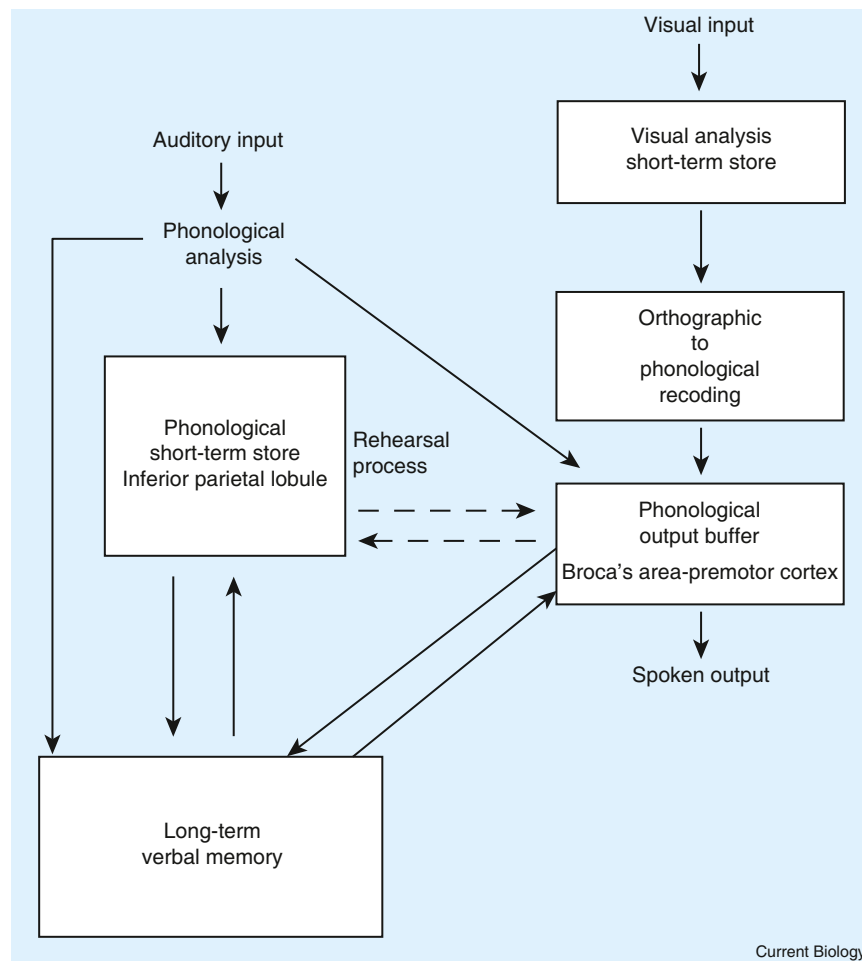 Visual input
Visual analysis
short-term store
Auditory input
Phonological
analysis
Orthographic
to
phonological
recoding
Phonological
short-term store
Inferior parietal lobule
Rehearsal
process
Phonological
output buffer
Broca's area-premotor cortex
Spoken output
Long-term
verbal memory
Current Biology